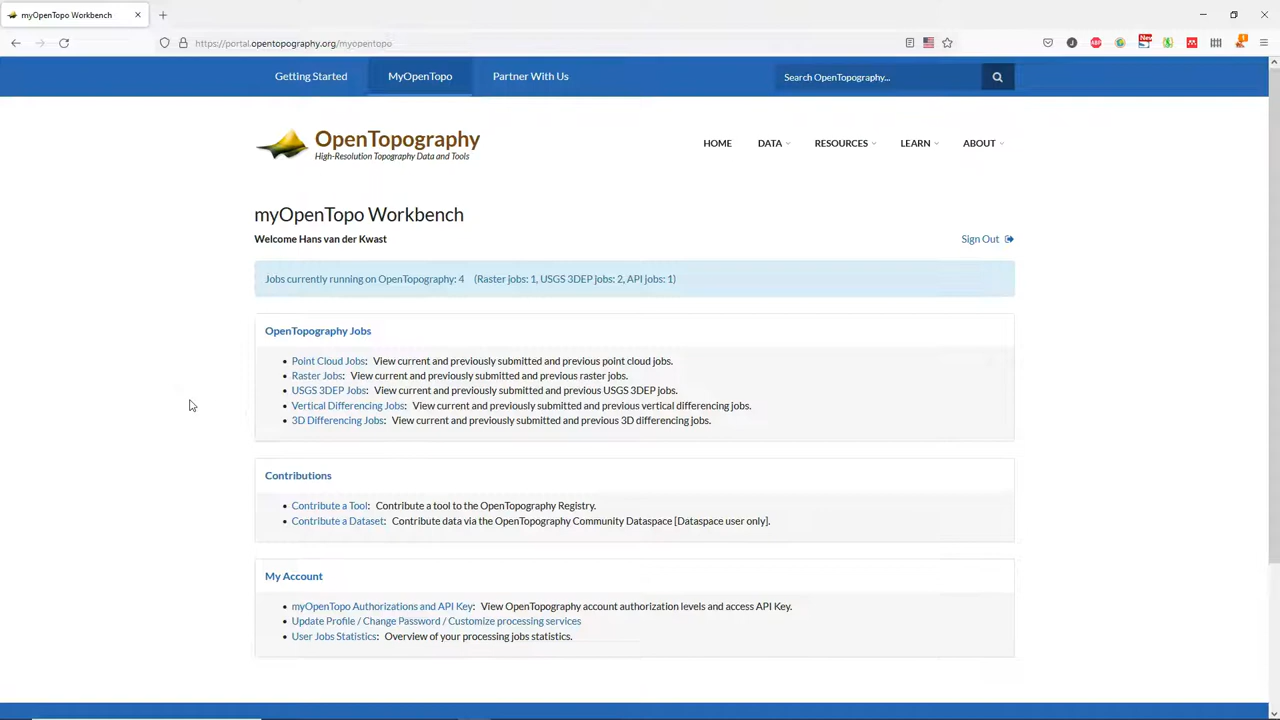 myOpenTopo Workbench
https://portal.opentopography.org/myopentopo
New
Getting Started
MyOpenTopo
Partner With Us
Search OpenTopography...
OpenTopography
High-Resolution Topography Data and Tools
HOME
DATA
RESOURCES
LEARN
ABOUT
myOpenTopo Workbench
Welcome Hans van der Kwast
Sign Out
Jobs currently running on OpenTopography: 4 (Raster jobs: 1, USGS 3DEP jobs: 2, API jobs: 1)
OpenTopography Jobs
• Point Cloud Jobs: View current and previously submitted and previous point cloud jobs.
• Raster Jobs: View current and previously submitted and previous raster jobs.
• USGS 3DEP Jobs: View current and previously submitted and previous USGS 3DEP jobs.
• Vertical Differencing Jobs: View current and previously submitted and previous vertical differencing jobs.
• 3D Differencing Jobs: View current and previously submitted and previous 3D differencing jobs.
Contributions
• Contribute a Tool: Contribute a tool to the OpenTopography Registry.
• Contribute a Dataset: Contribute data via the OpenTopography Community Dataspace [Dataspace user only].
My Account
• myOpenTopo Authorizations and API Key: View OpenTopography account authorization levels and access API Key.
• Update Profile / Change Password / Customize processing services
• User Jobs Statistics: Overview of your processing jobs statistics.